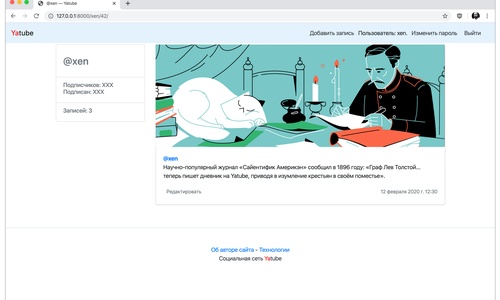 @xen — Yatube
127.0.0.1:8000/xen/42/
Yatube
Добавить запись Пользователь: xen. Изменить пароль Выйти
@xen
Подписчиков: XXX
Подписан: XXX
Записей: 3
@xen
Научно-популярный журнал «Сайентифик Америкэн» сообщил в 1896 году: «Граф Лев Толстой...
теперь пишет дневник на Yatube, приводя в изумление крестьян в своём поместье».
Редактировать 12 февраля 2020 г. 12:30
Об авторе сайта - Технологии
Социальная сеть Yatube